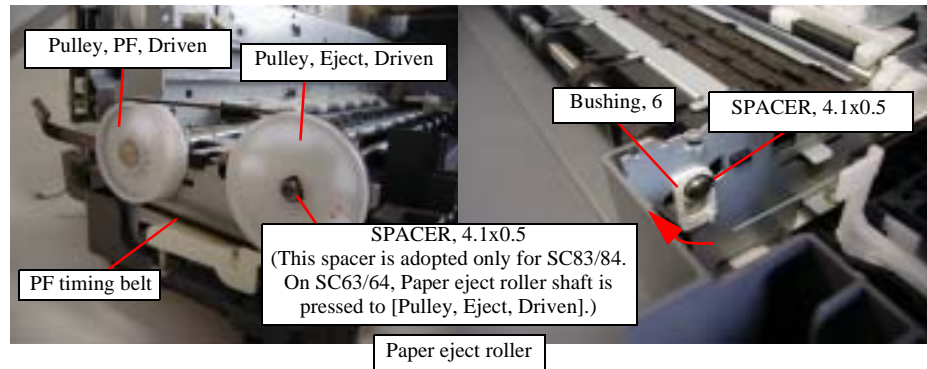 Pulley, PF, Driven
Pulley, Eject, Driven
Bushing, 6
SPACER, 4.1x0.5
SPACER, 4.1x0.5
(This spacer is adopted only for SC83/84.
On SC63/64, Paper eject roller shaft is
pressed to [Pulley, Eject, Driven].)
PF timing belt
Paper eject roller